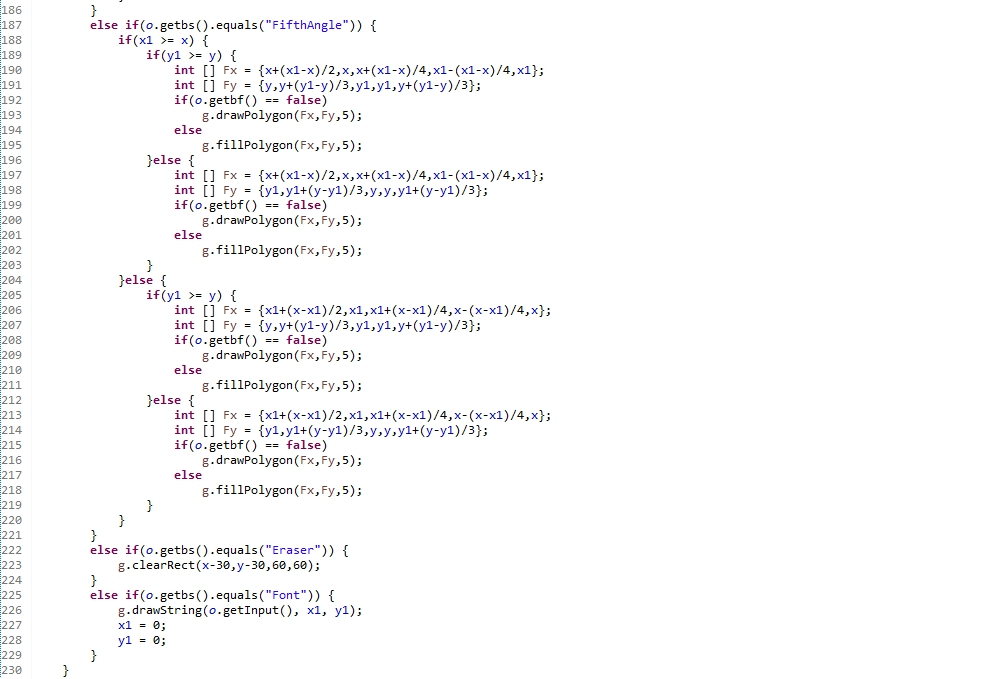 186 }
187 else if(o.getbs().equals("FifthAngle")) {
188 if(x1 >= x) {
189 if(y1 >= y) {
190 int [] Fx = {x+(x1-x)/2,x,x+(x1-x)/4,x1-(x1-x)/4,x1};
191 int [] Fy = {y,y+(y1-y)/3,y1,y1,y+(y1-y)/3};
192 if(o.getbf() == false)
193 g.drawPolygon(Fx,Fy,5);
194 else
195 g.fillPolygon(Fx,Fy,5);
196 }else {
197 int [] Fx = {x+(x1-x)/2,x,x+(x1-x)/4,x1-(x1-x)/4,x1};
198 int [] Fy = {y1,y1+(y-y1)/3,y,y,y1+(y-y1)/3};
199 if(o.getbf() == false)
200 g.drawPolygon(Fx,Fy,5);
201 else
202 g.fillPolygon(Fx,Fy,5);
203 }
204 }else {
205 if(y1 >= y) {
206 int [] Fx = {x1+(x-x1)/2,x1,x1+(x-x1)/4,x-(x-x1)/4,x};
207 int [] Fy = {y,y+(y1-y)/3,y1,y1,y+(y1-y)/3};
208 if(o.getbf() == false)
209 g.drawPolygon(Fx,Fy,5);
210 else
211 g.fillPolygon(Fx,Fy,5);
212 }else {
213 int [] Fx = {x1+(x-x1)/2,x1,x1+(x-x1)/4,x-(x-x1)/4,x};
214 int [] Fy = {y1,y1+(y-y1)/3,y,y,y1+(y-y1)/3};
215 if(o.getbf() == false)
216 g.drawPolygon(Fx,Fy,5);
217 else
218 g.fillPolygon(Fx,Fy,5);
219 }
220 }
221 }
222 else if(o.getbs().equals("Eraser")) {
223 g.clearRect(x-30,y-30,60,60);
224 }
225 else if(o.getbs().equals("Font")) {
226 g.drawString(o.getInput(), x1, y1);
227 x1 = 0;
228 y1 = 0;
229 }
230 }